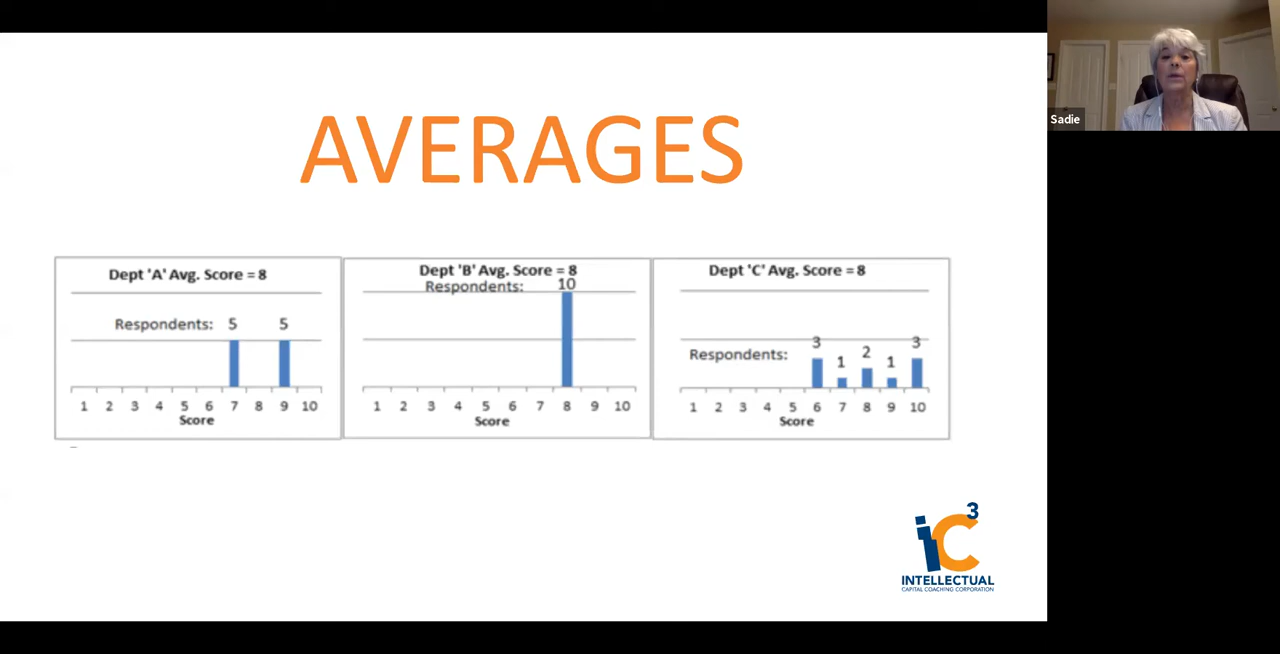 AVERAGES
Dept 'A' Avg. Score = 8
Respondents: 5 5
1 2 3 4 5 6 7 8 9 10
Score
Dept 'B' Avg. Score = 8
Respondents: 10
1 2 3 4 5 6 7 8 9 10
Score
Dept 'C' Avg. Score = 8
3 1 2 1 3
Respondents:
1 2 3 4 5 6 7 8 9 10
Score
Sadie
iC3
INTELLECTUAL
CAPITAL COACHING CORPORATION